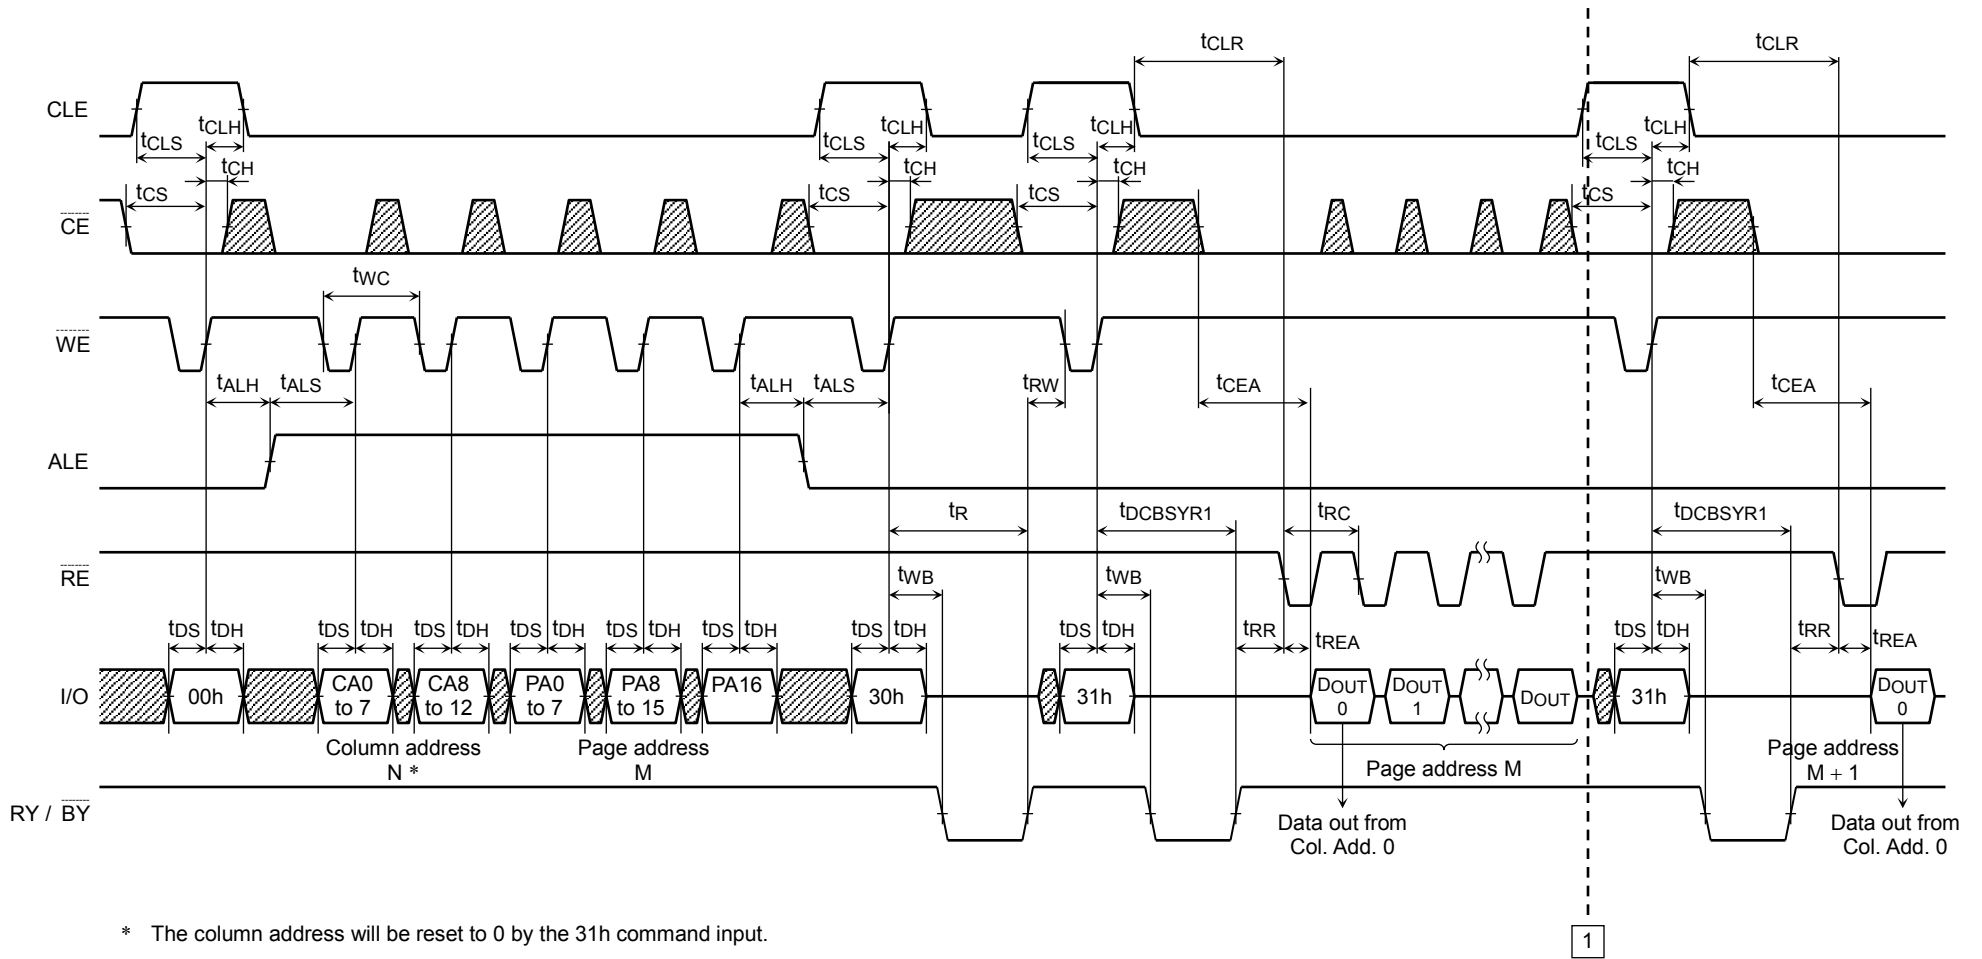 tCLR tCLR
CLE
tCLS tCLH tCLS tCLH tCLS tCLH tCLS tCLH
tCS tCH tCS tCH tCS tCH tCS tCH
CE
tWC
WE
tALH tALS tALH tALS tRW tCEA tCEA
ALE
tR tDCBSYR1 tRC tDCBSYR1
RE
tWB tWB tWB
tDS tDH tDS tDH tDS tDH tDS tDH tDS tDH tDS tDH tDS tDH tDS tDH tRR tREA tDS tDH tRR tREA
I/O
00h
CA0 to 7
CA8 to 12
PA0 to 7
PA8 to 15
PA16
30h
31h
DOUT 0
DOUT 1
DOUT
31h
DOUT 0
Column address
N *
Page address
M
Page address M
Page address
M + 1
RY / BY
Data out from
Col. Add. 0
Data out from
Col. Add. 0
* The column address will be reset to 0 by the 31h command input.
1